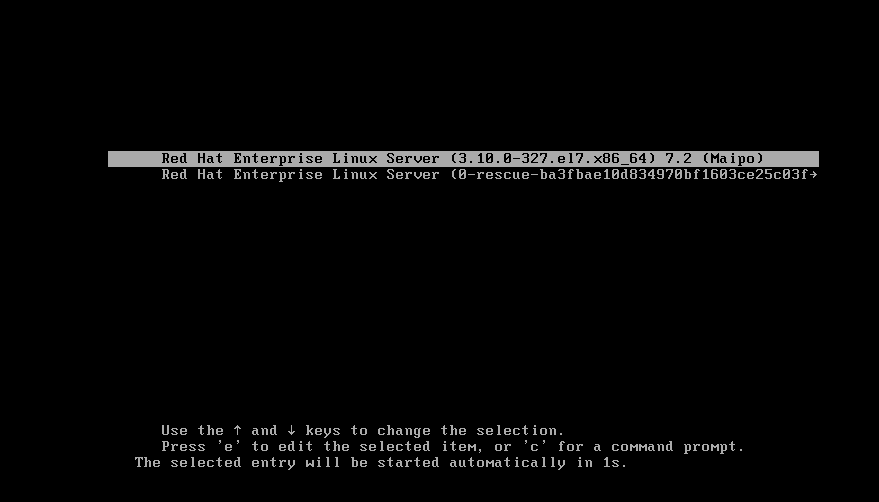 Red Hat Enterprise Linux Server (3.10.0-327.el7.x86_64) 7.2 (Maipo)
Red Hat Enterprise Linux Server (0-rescue-ba3fbae10d834970bf1603ce25c03f→
Use the ↑ and ↓ keys to change the selection.
Press 'e' to edit the selected item, or 'c' for a command prompt.
The selected entry will be started automatically in 1s.